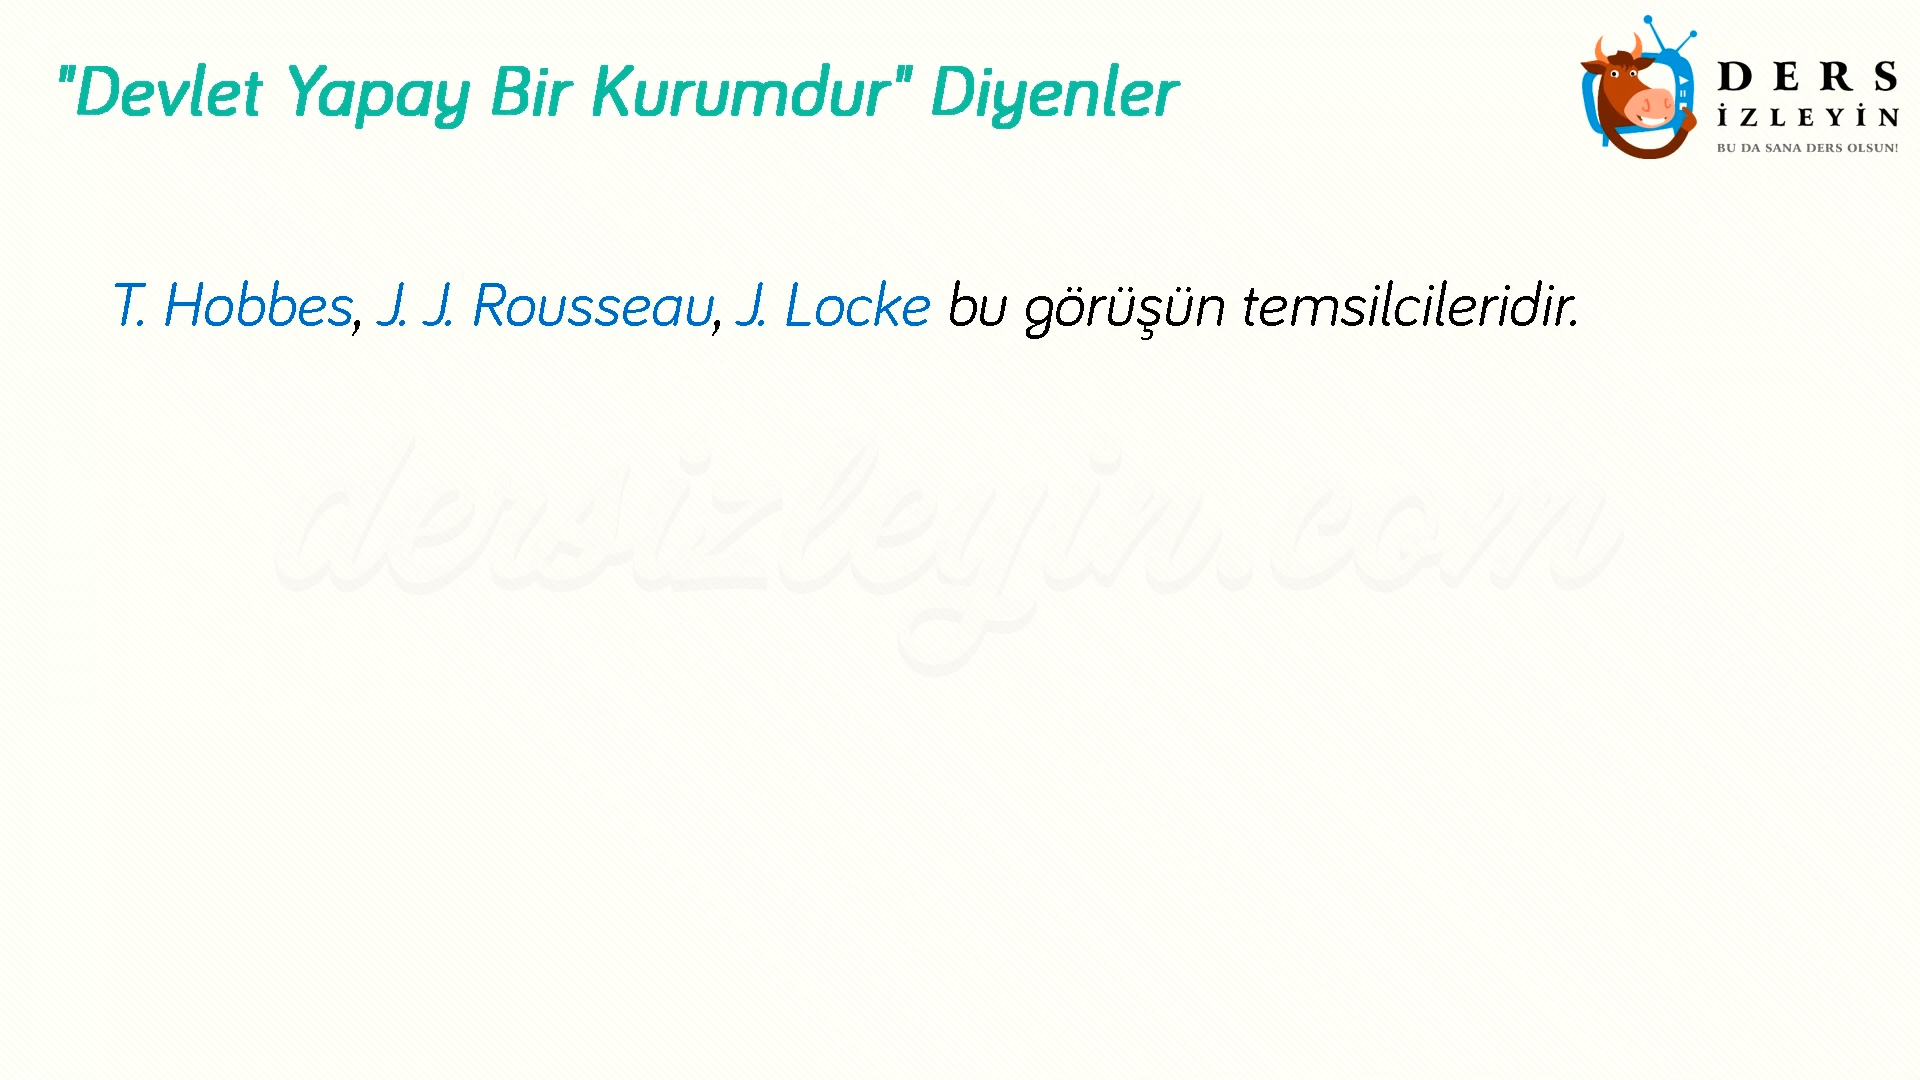 "Devlet Yapay Bir Kurumdur" Diyenler
DERS
İZLEYİN
BU DA SANA DERS OLSUN!
T. Hobbes, J. J. Rousseau, J. Locke bu görüşün temsilcileridir.
dersizleyin.com